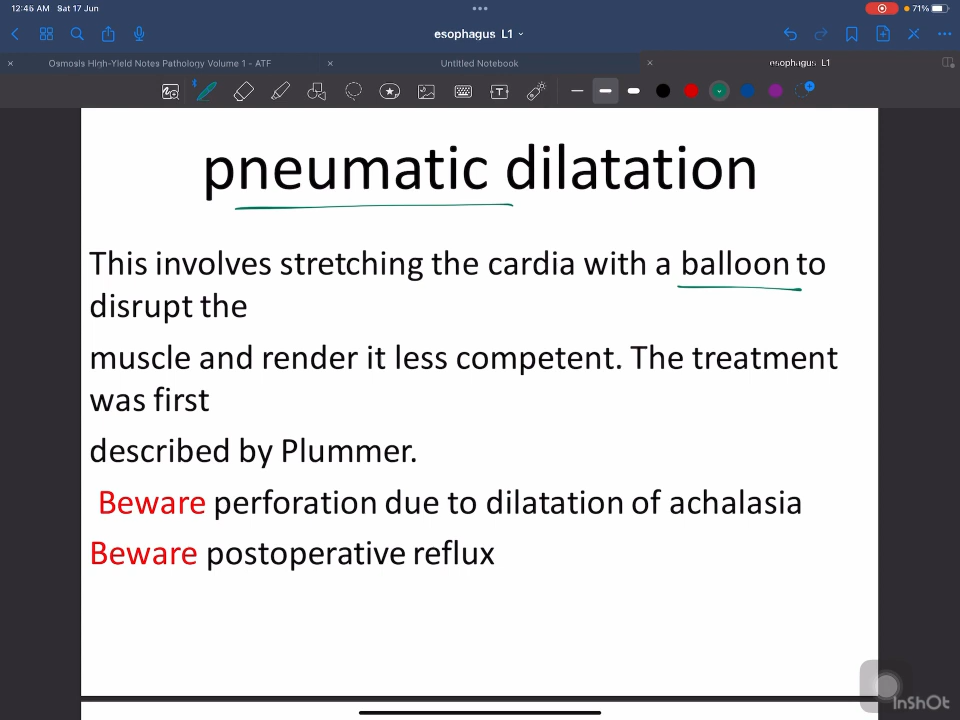 12:45 AM Sat 17 Jun
71%
esophagus L1
Osmosis High-Yield Notes Pathology Volume 1 - ATF
Untitled Notebook
esophagus L1
pneumatic dilatation
This involves stretching the cardia with a balloon to
disrupt the
muscle and render it less competent. The treatment
was first
described by Plummer.
Beware perforation due to dilatation of achalasia
Beware postoperative reflux
InShOt